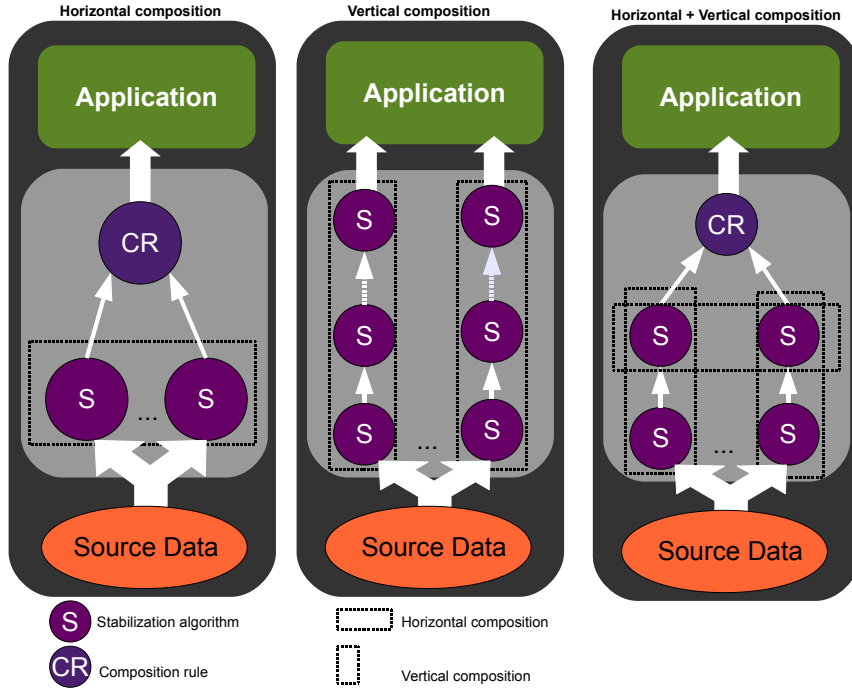 Horizontal composition
Application
CR
S ... S
Source Data
Vertical composition
Application
S S
S S
S ... S
Source Data
Horizontal + Vertical composition
Application
CR
S S
S ... S
Source Data
S Stabilization algorithm
CR Composition rule
Horizontal composition
Vertical composition